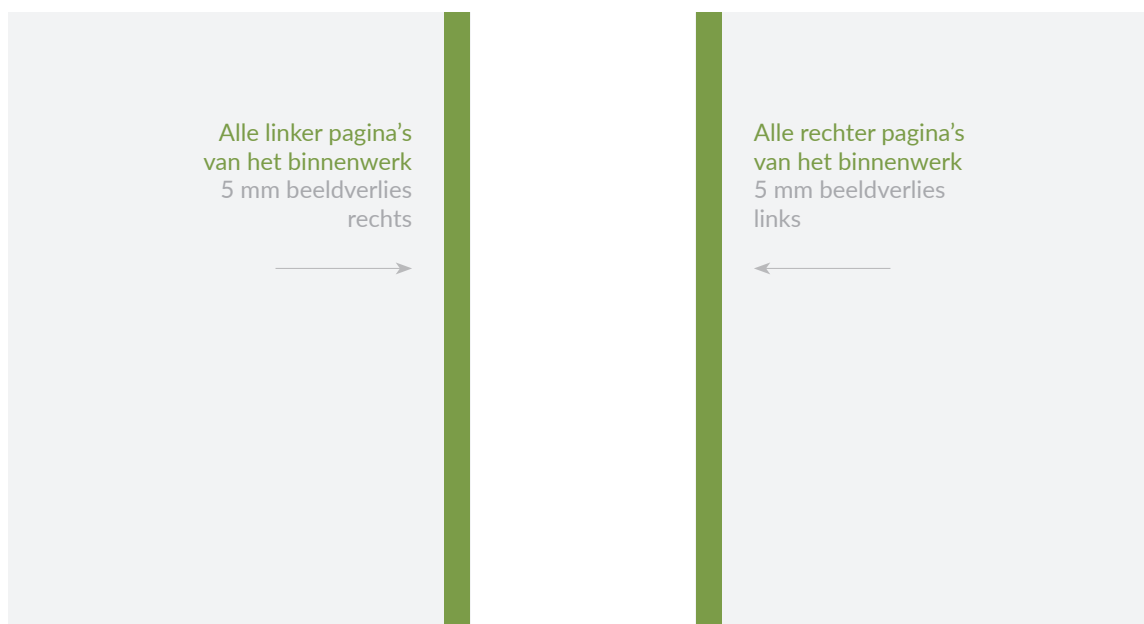 Alle linker pagina’s
van het binnenwerk
5 mm beeldverlies
rechts
Alle rechter pagina’s
van het binnenwerk
5 mm beeldverlies
links